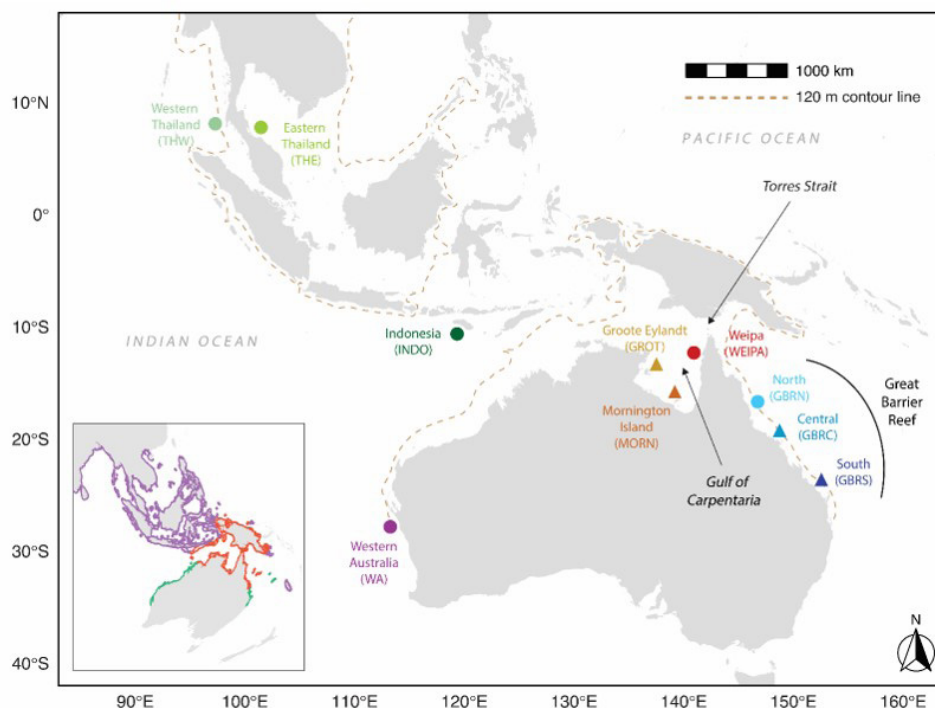 1000 km
120 m contour line
10°N
0°
10°S
20°S
30°S
40°S
Western
Thailand
(THW)
Eastern
Thailand
(THE)
PACIFIC OCEAN
Torres Strait
INDIAN OCEAN
Indonesia
(INDO)
Groote Eylandt
(GROT)
Weipa
(WEIPA)
North
(GBRN)
Great
Barrier
Reef
Mornington
Island
(MORN)
Central
(GBRC)
Gulf of
Carpentaria
South
(GBRS)
Western
Australia
(WA)
N
90°E
100°E
110°E
120°E
130°E
140°E
150°E
160°E